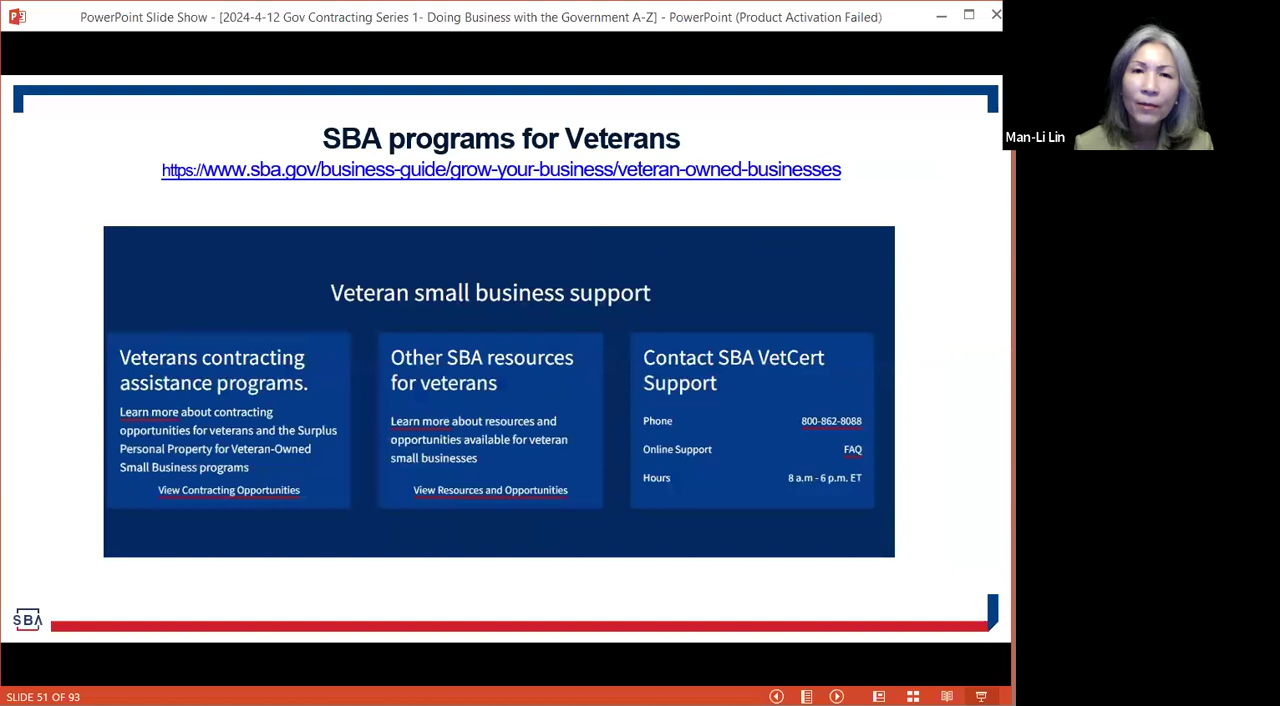 PowerPoint Slide Show - [2024-4-12 Gov Contracting Series 1- Doing Business with the Government A-Z] - PowerPoint (Product Activation Failed)
Man-Li Lin
SBA programs for Veterans
https://www.sba.gov/business-guide/grow-your-business/veteran-owned-businesses
Veteran small business support
Veterans contracting
assistance programs.
Learn more about contracting
opportunities for veterans and the Surplus
Personal Property for Veteran-Owned
Small Business programs
View Contracting Opportunities
Other SBA resources
for veterans
Learn more about resources and
opportunities available for veteran
small businesses
View Resources and Opportunities
Contact SBA VetCert
Support
Phone 800-862-8088
Online Support FAQ
Hours 8 a.m - 6 p.m. ET
SBA
SLIDE 51 OF 93